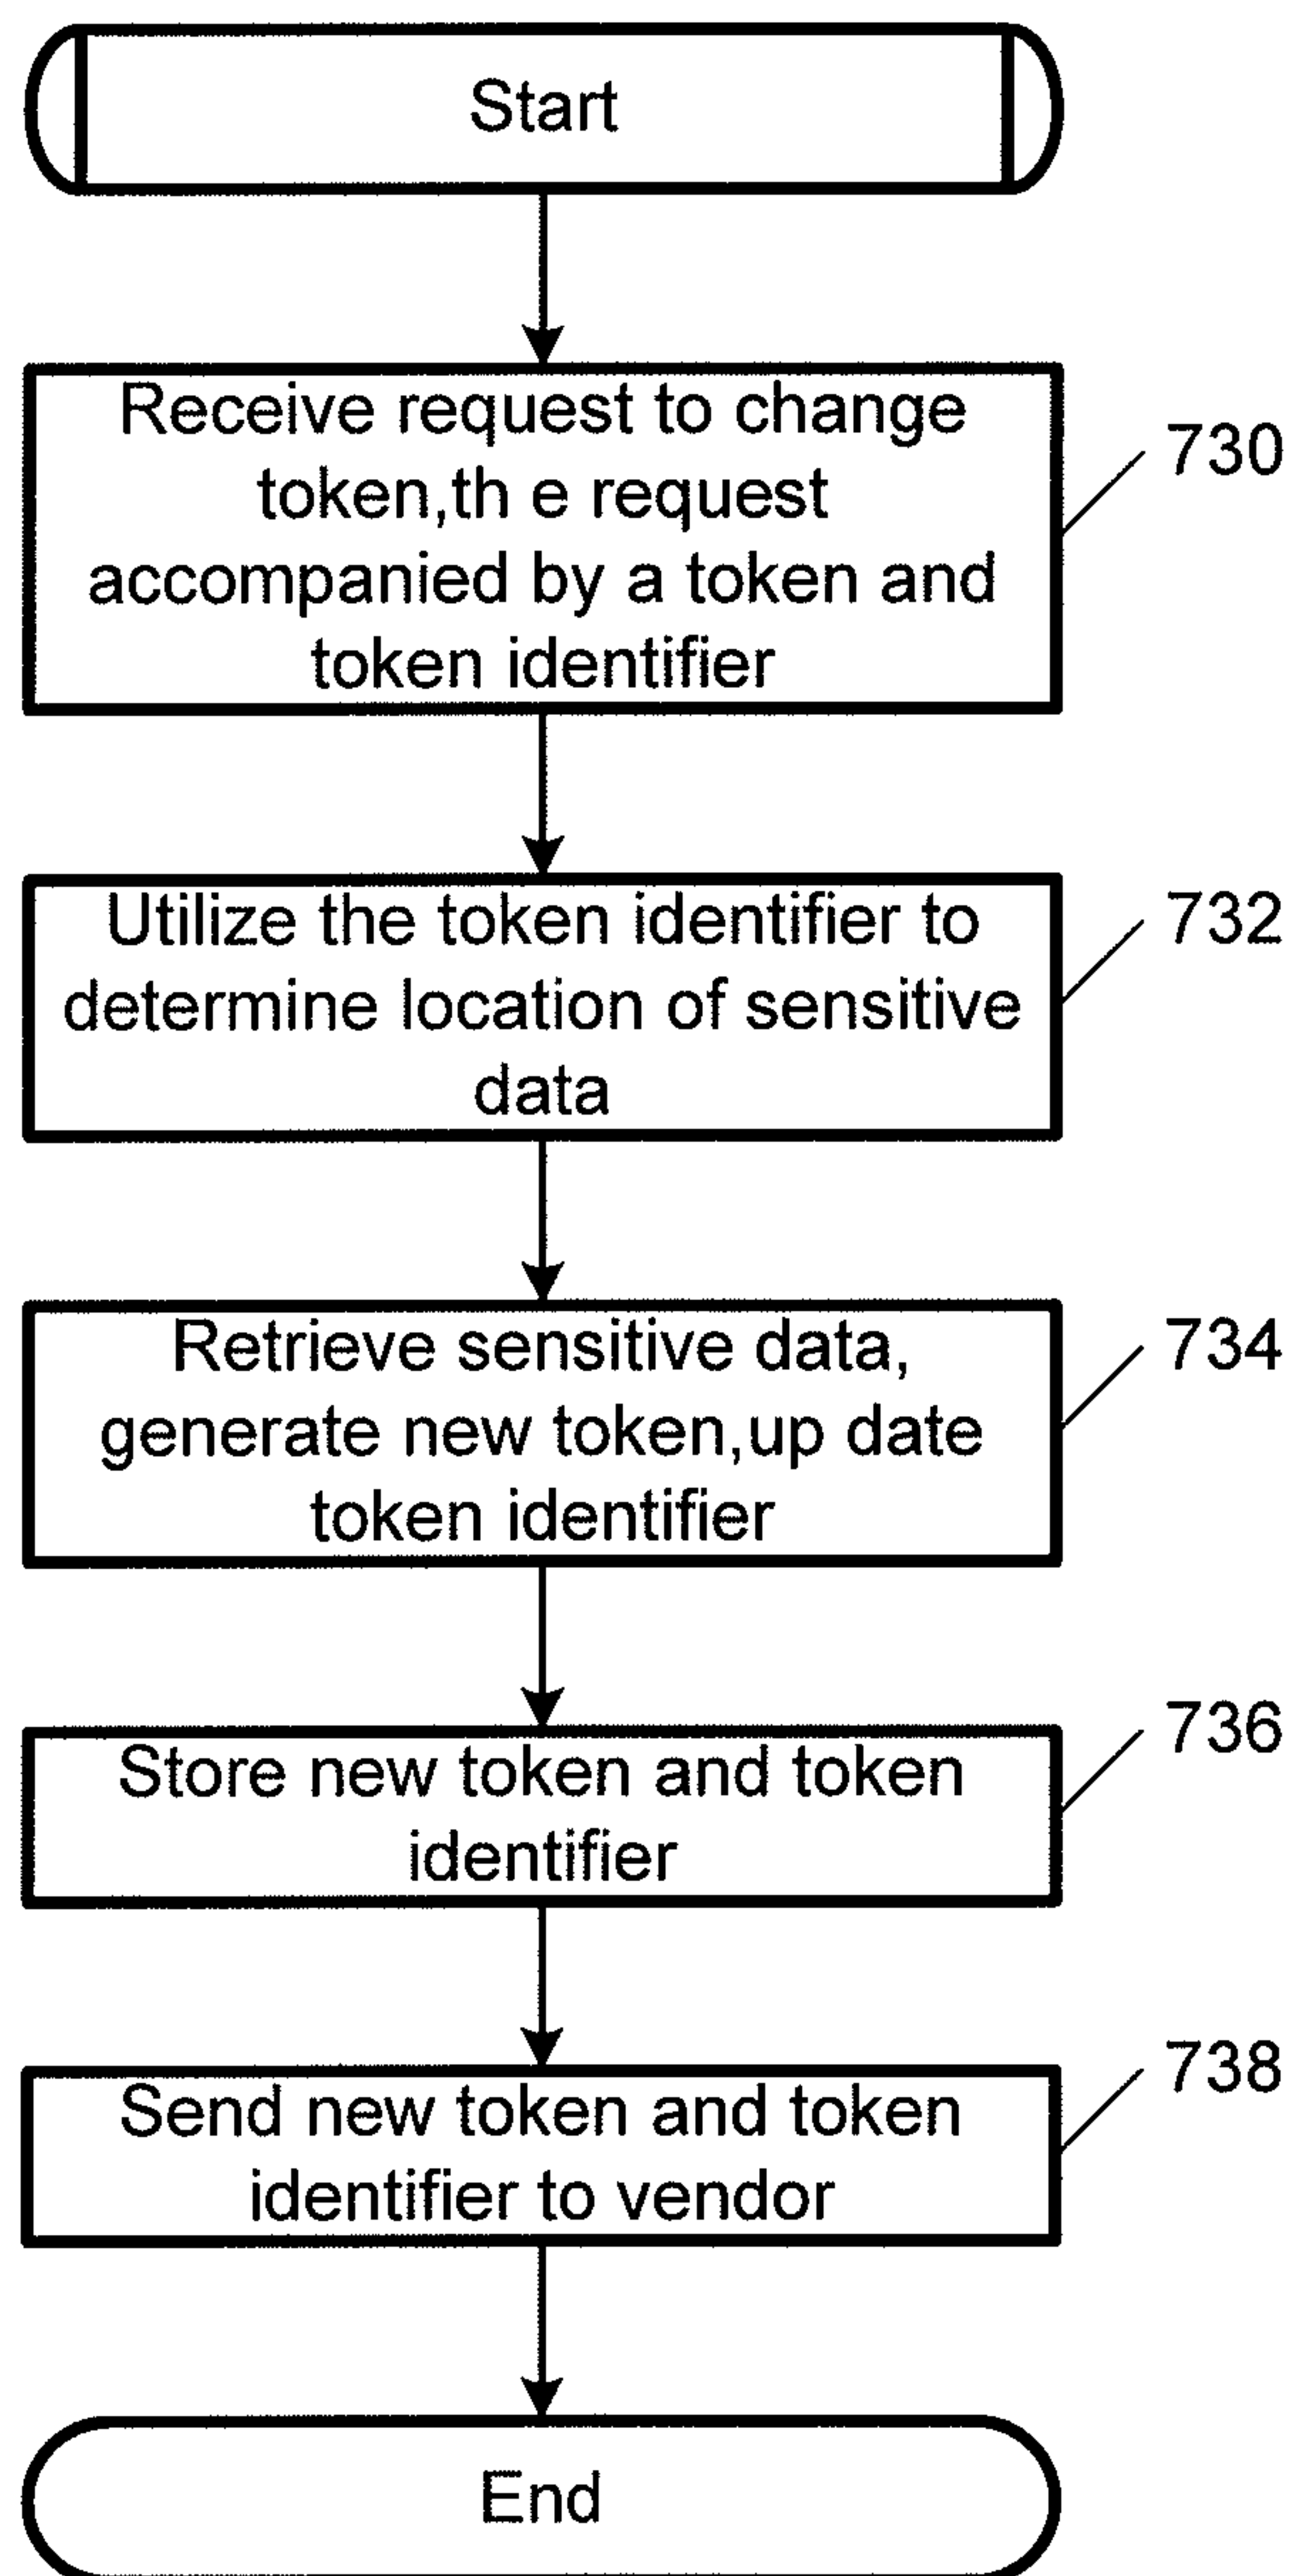 Start
Receive request to change
token,th e request
accompanied by a token and
token identifier
730
Utilize the token identifier to
determine location of sensitive
data
732
Retrieve sensitive data,
generate new token,up date
token identifier
734
Store new token and token
identifier
736
Send new token and token
identifier to vendor
738
End